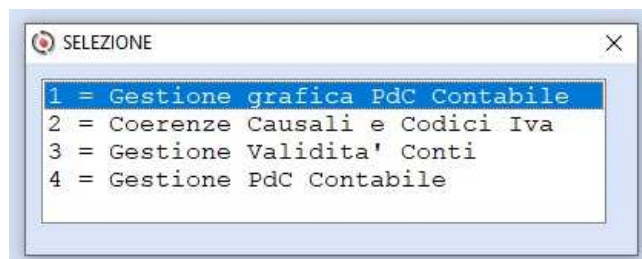 SELEZIONE
1 = Gestione grafica PdC Contabile
2 = Coerenze Causali e Codici Iva
3 = Gestione Validita' Conti
4 = Gestione PdC Contabile